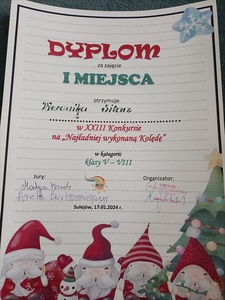 DYPLOM
za zajęcie
I MIEJSCA
otrzymuje
Weronika
w XXIII Konkursie
na „Najładniej wykonaną Kolędę”
w kategorii:
klasy V – VIII
Jury:
Organizator:
Sulejów, 17.01.2024 r.